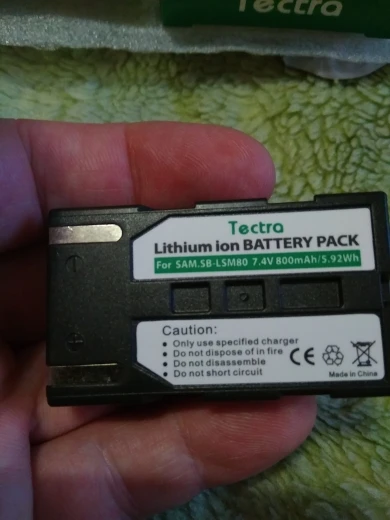 Tectra
Tectra
Lithium ion BATTERY PACK
For SAM.SB-LSM80 7.4V 800mAh/5.92Wh
Caution:
• Only use specified charger
• Do not dispose of in fire
• Do not disassemble
• Do not short circuit
CE
Made in China